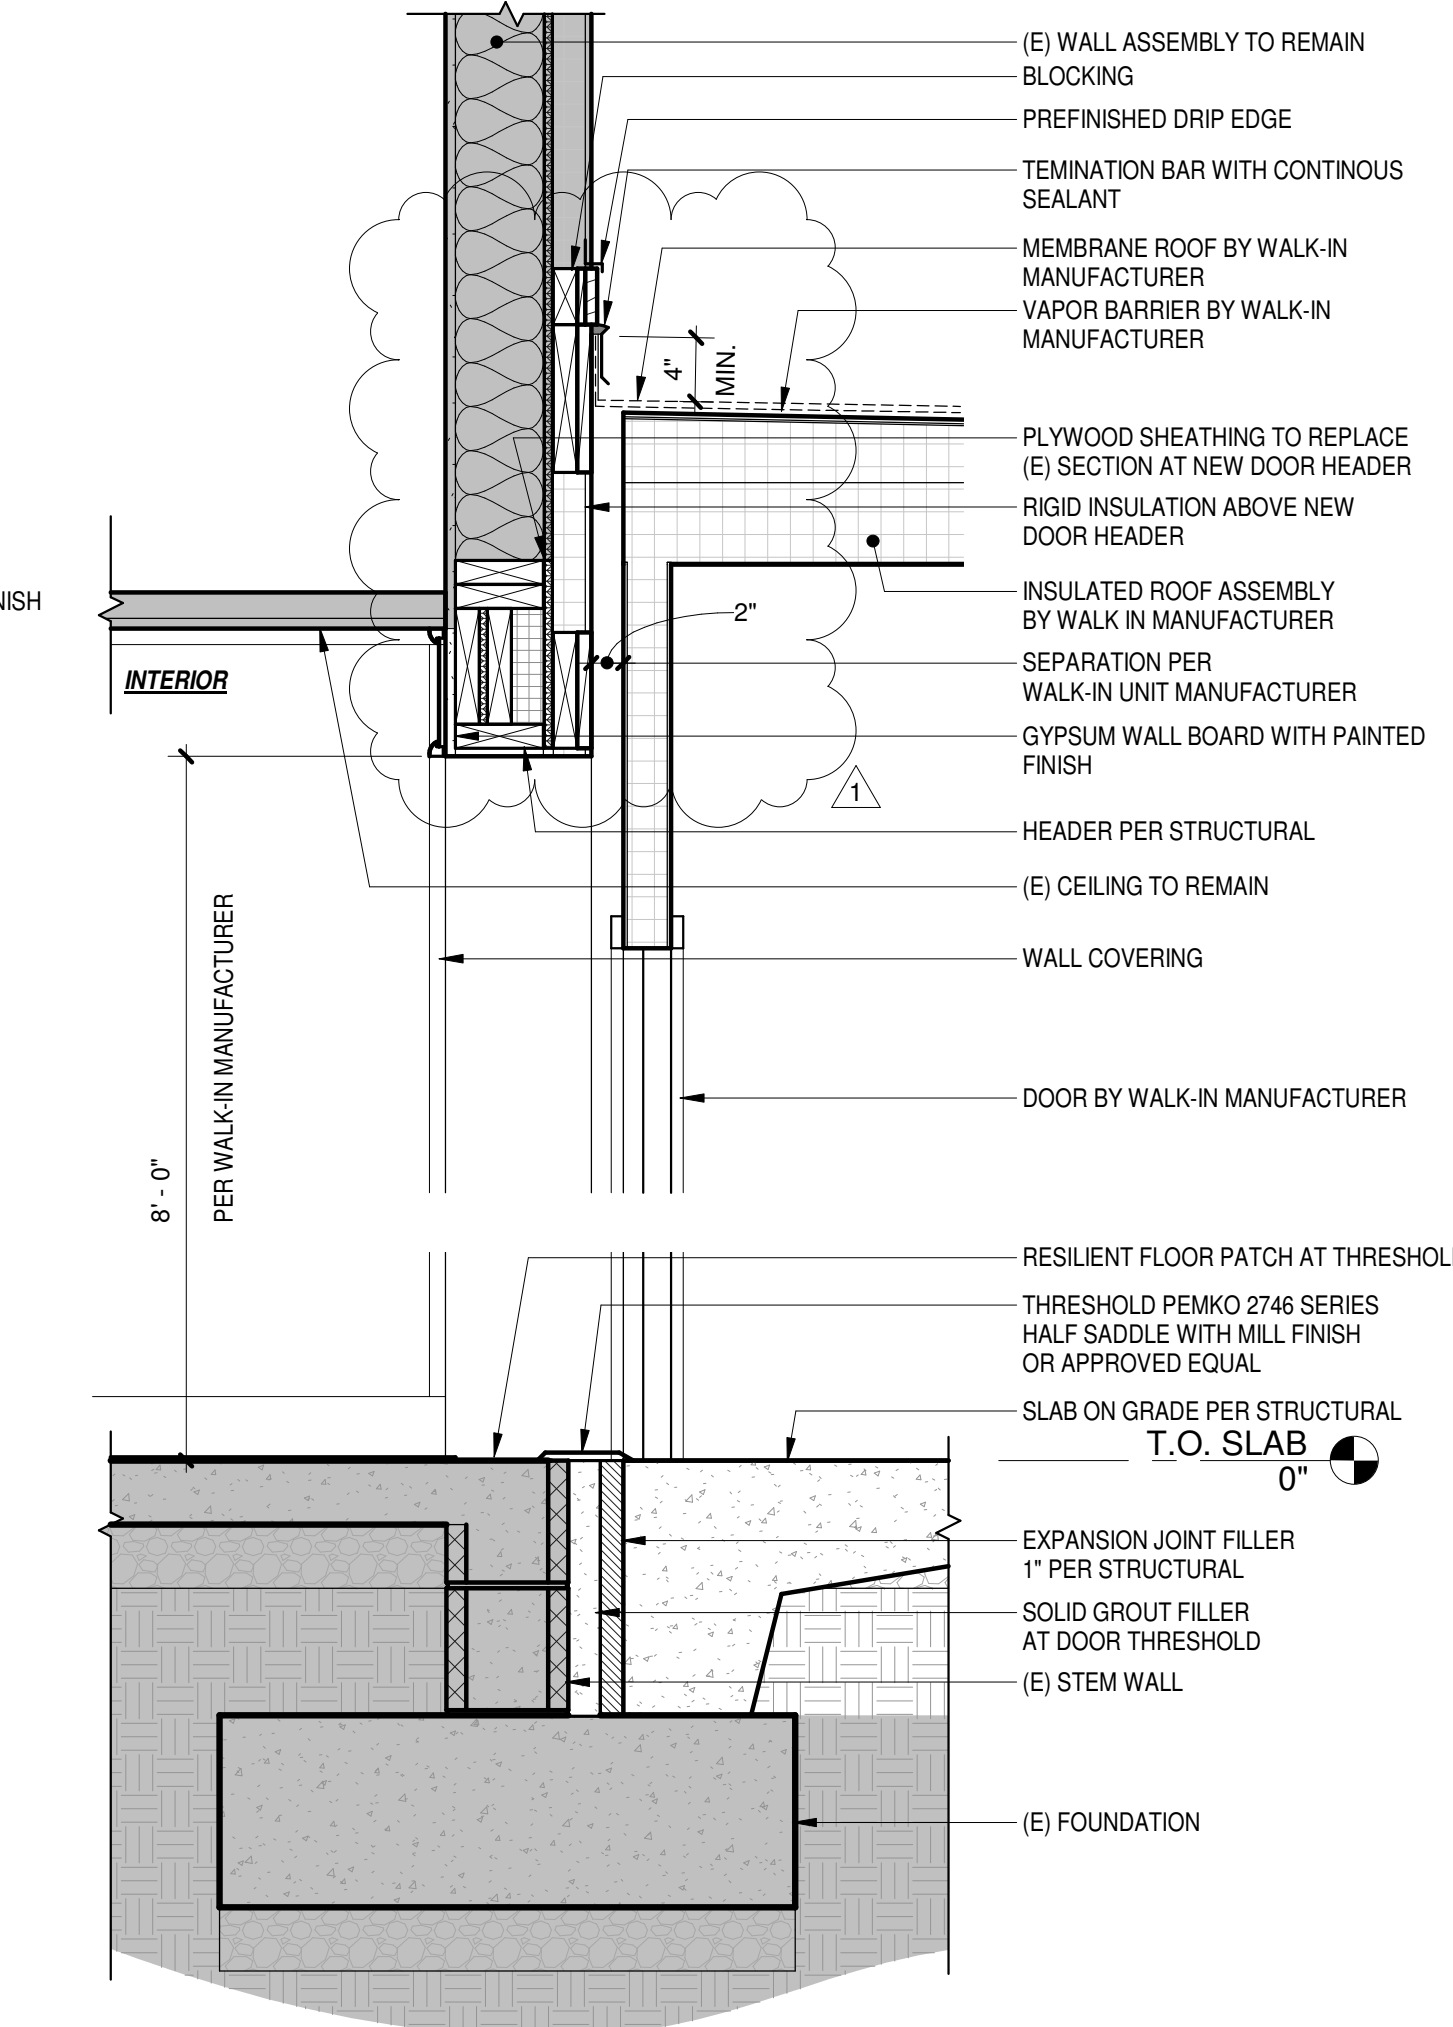 (E) WALL ASSEMBLY TO REMAIN
BLOCKING
PREFINISHED DRIP EDGE
TEMINATION BAR WITH CONTINOUS
SEALANT
MEMBRANE ROOF BY WALK-IN
MANUFACTURER
VAPOR BARRIER BY WALK-IN
MANUFACTURER
4"
MIN.
PLYWOOD SHEATHING TO REPLACE
(E) SECTION AT NEW DOOR HEADER
RIGID INSULATION ABOVE NEW
DOOR HEADER
INSULATED ROOF ASSEMBLY
BY WALK IN MANUFACTURER
NISH
2"
SEPARATION PER
WALK-IN UNIT MANUFACTURER
INTERIOR
GYPSUM WALL BOARD WITH PAINTED
FINISH
1
HEADER PER STRUCTURAL
(E) CEILING TO REMAIN
WALL COVERING
8' - 0"
PER WALK-IN MANUFACTURER
DOOR BY WALK-IN MANUFACTURER
RESILIENT FLOOR PATCH AT THRESHOL
THRESHOLD PEMKO 2746 SERIES
HALF SADDLE WITH MILL FINISH
OR APPROVED EQUAL
SLAB ON GRADE PER STRUCTURAL
T.O. SLAB
0"
EXPANSION JOINT FILLER
1" PER STRUCTURAL
SOLID GROUT FILLER
AT DOOR THRESHOLD
(E) STEM WALL
(E) FOUNDATION